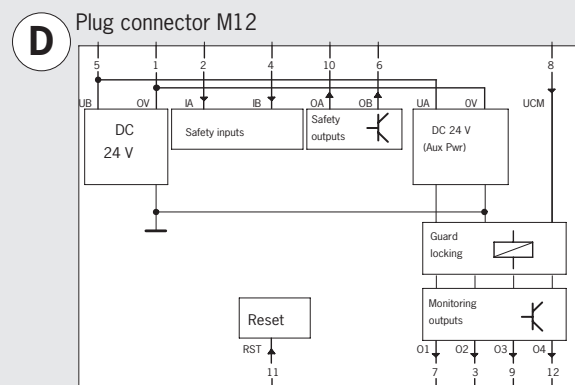 D
Plug connector M12
5 1 2 4 10 6 8
UB 0V IA IB OA OB UA 0V UCM
DC
24 V
Safety inputs
Safety
outputs
DC 24 V
(Aux Pwr)
Guard
locking
Monitoring
outputs
Reset
RST
11
O1 O2 O3 O4
7 3 9 12